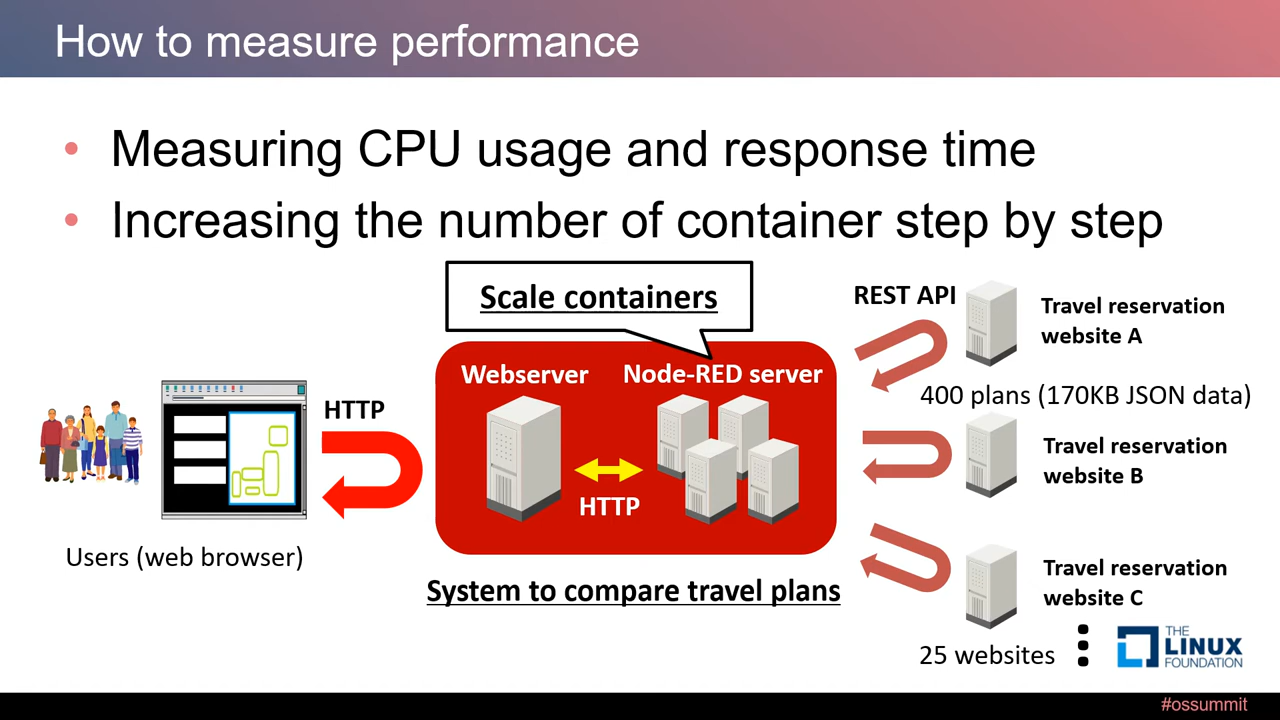 How to measure performance
• Measuring CPU usage and response time
• Increasing the number of container step by step
Scale containers
REST API
Travel reservation
website A
Webserver
Node-RED server
400 plans (170KB JSON data)
HTTP
Travel reservation
website B
HTTP
Users (web browser)
System to compare travel plans
Travel reservation
website C
25 websites
THE
LINUX
FOUNDATION
#ossummit